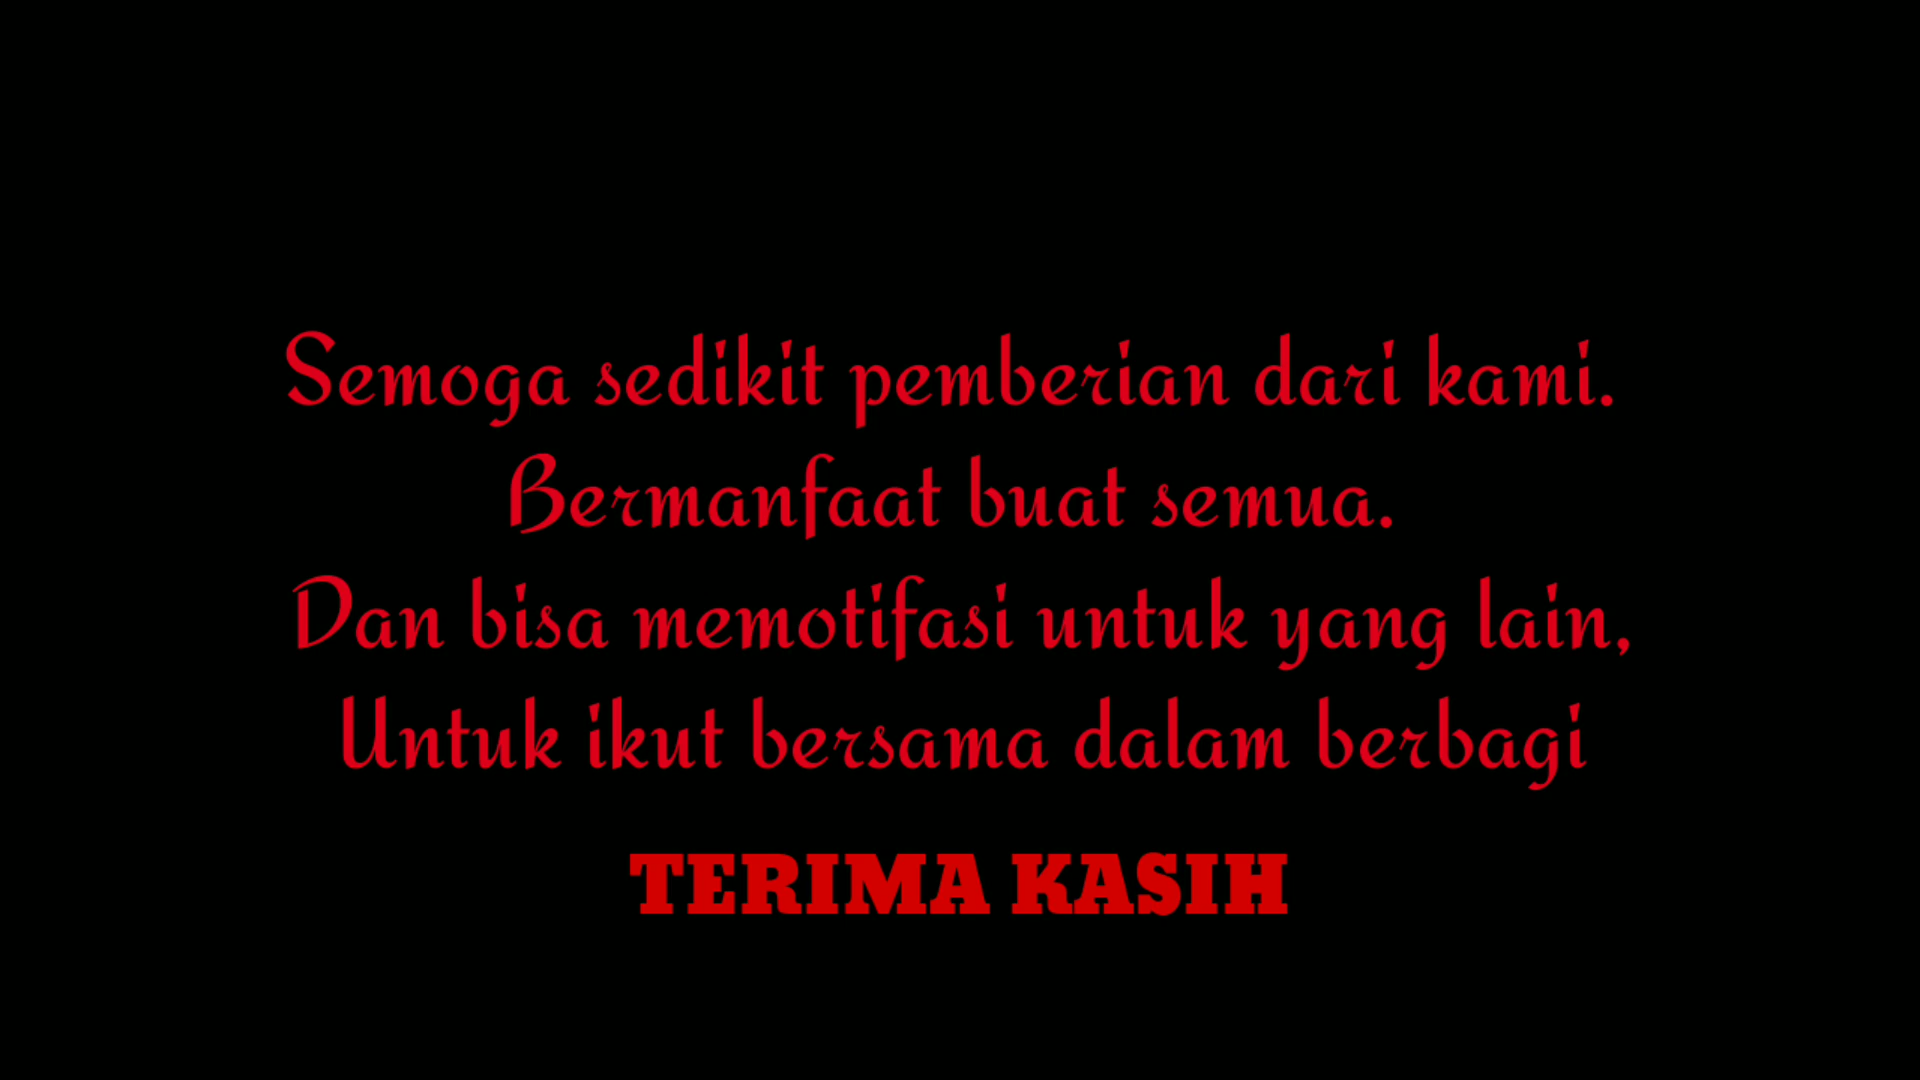 Semoga sedikit pemberian dari kami.
Bermanfaat buat semua.
Dan bisa memotifasi untuk yang lain,
Untuk ikut bersama dalam berbagi
TERIMA KASIH